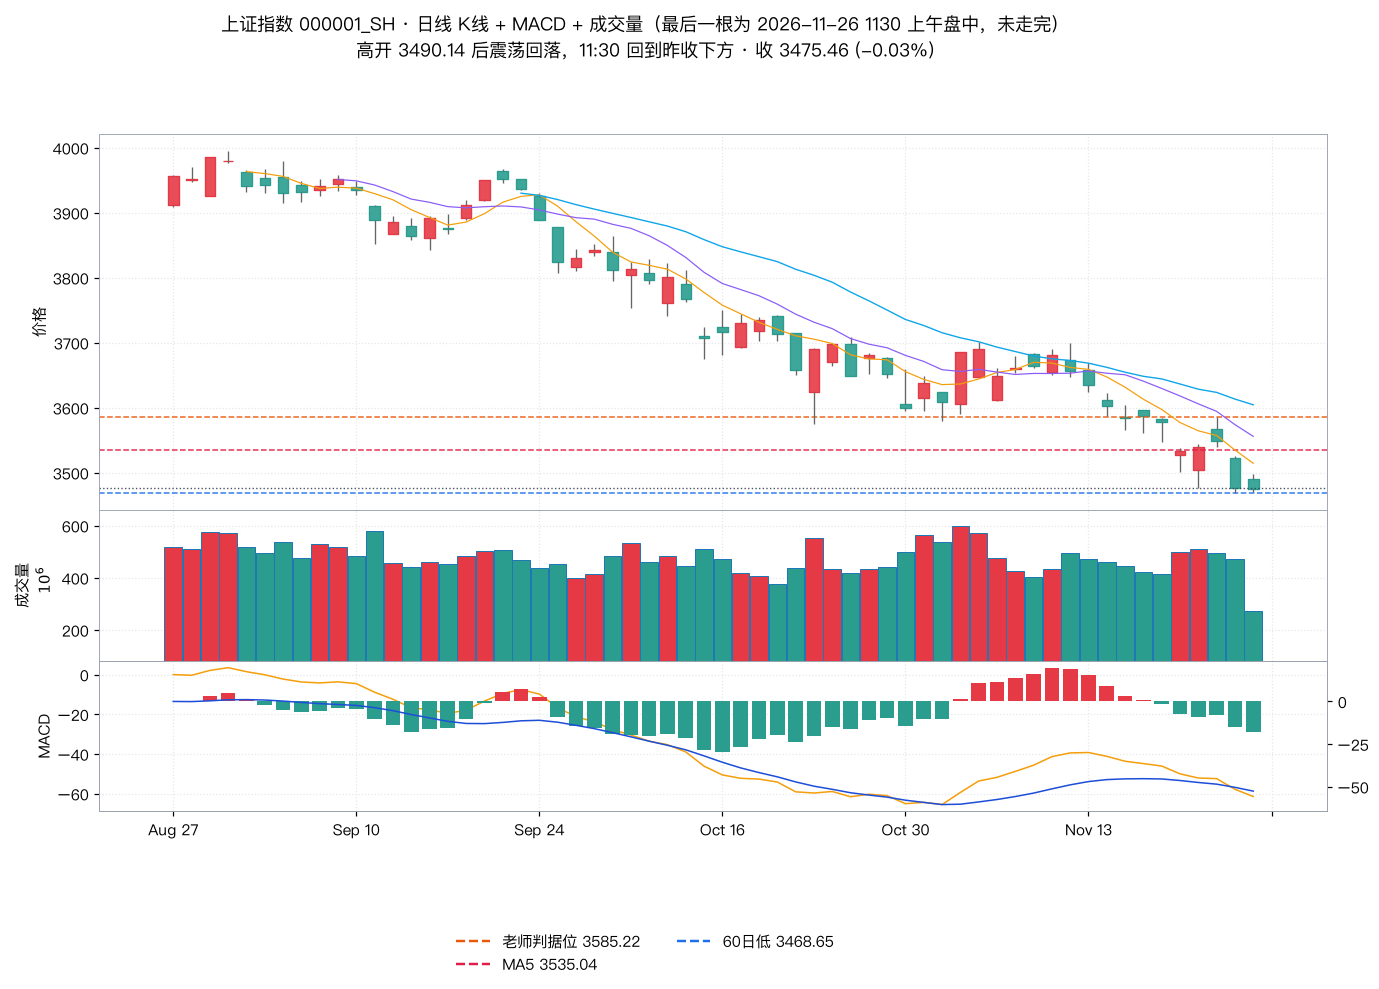 上证指数 000001_SH · 日线 K线 + MACD + 成交量（最后一根为 2026−11−26 1130 上午盘中，未走完）
高开 3490.14 后震荡回落，11:30 回到昨收下方 · 收 3475.46 (−0.03%)
价格
4000
3900
3800
3700
3600
3500
成交量
10⁶
600
400
200
MACD
0
−20
−40
−60
0
−25
−50
Aug 27
Sep 10
Sep 24
Oct 16
Oct 30
Nov 13
老师判据位 3585.22
60日低 3468.65
MA5 3535.04